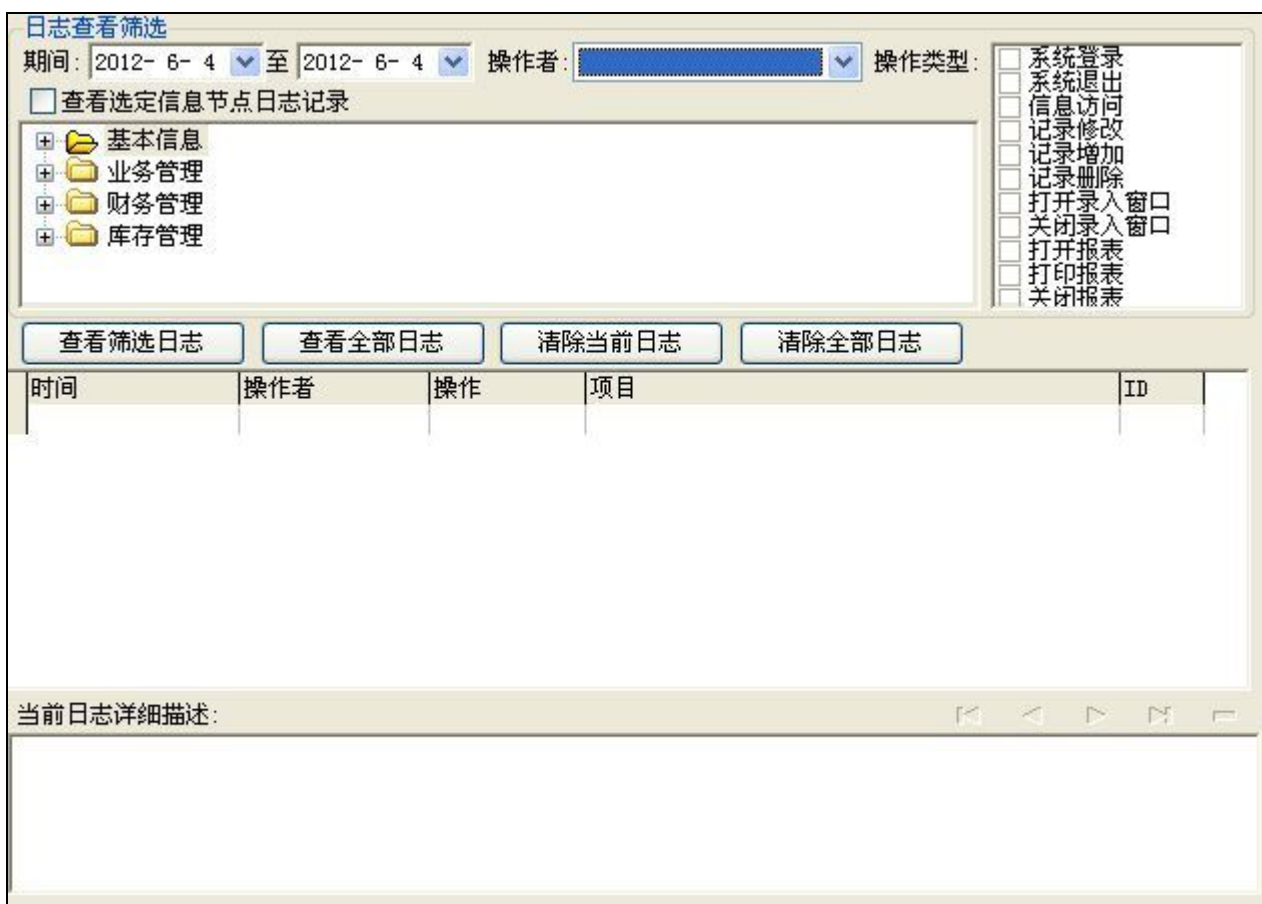 日志查看筛选
期间: 2012- 6- 4 至 2012- 6- 4 操作者: 操作类型:
查看选定信息节点日志记录
基本信息
业务管理
财务管理
库存管理
系统登录
系统退出
信息访问
记录修改
记录增加
记录删除
打开录入窗口
关闭录入窗口
打开报表
打印报表
关闭报表
查看筛选日志 查看全部日志 清除当前日志 清除全部日志
时间 操作者 操作 项目 ID
当前日志详细描述: